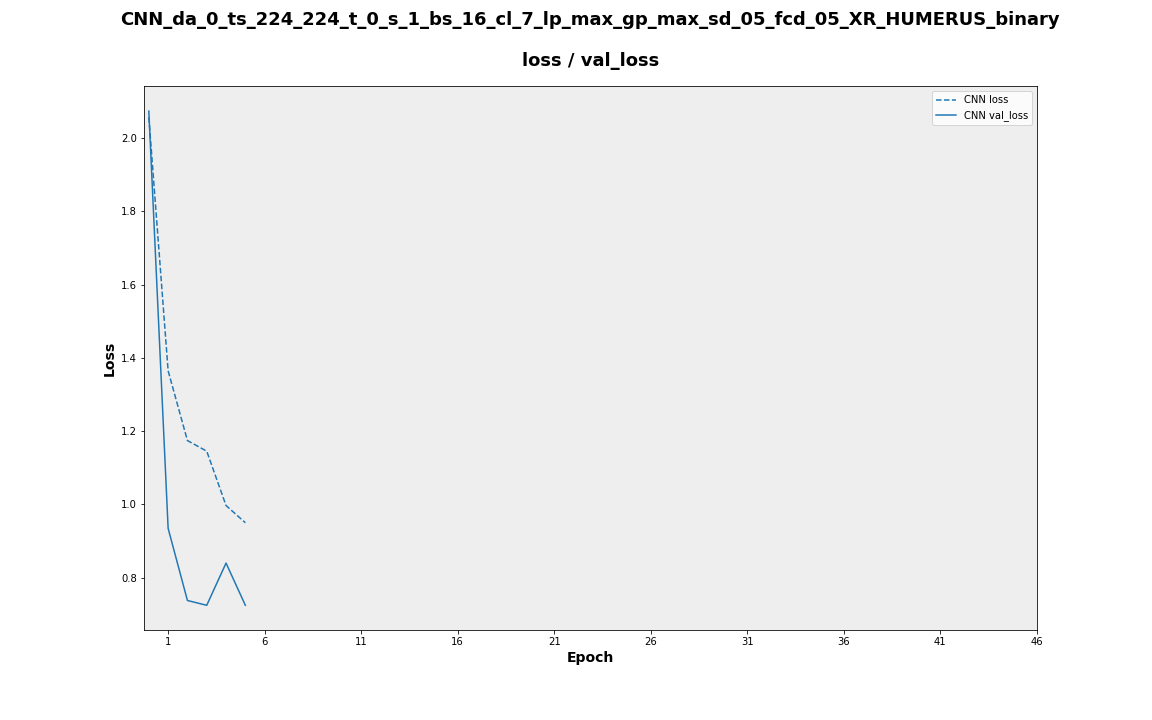 CNN_da_0_ts_224_224_t_0_s_1_bs_16_cl_7_lp_max_gp_max_sd_05_fcd_05_XR_HUMERUS_binary
loss / val_loss
CNN loss
CNN val_loss
2.0
1.8
1.6
1.4
1.2
1.0
0.8
Loss
1 6 11 16 21 26 31 36 41 46
Epoch